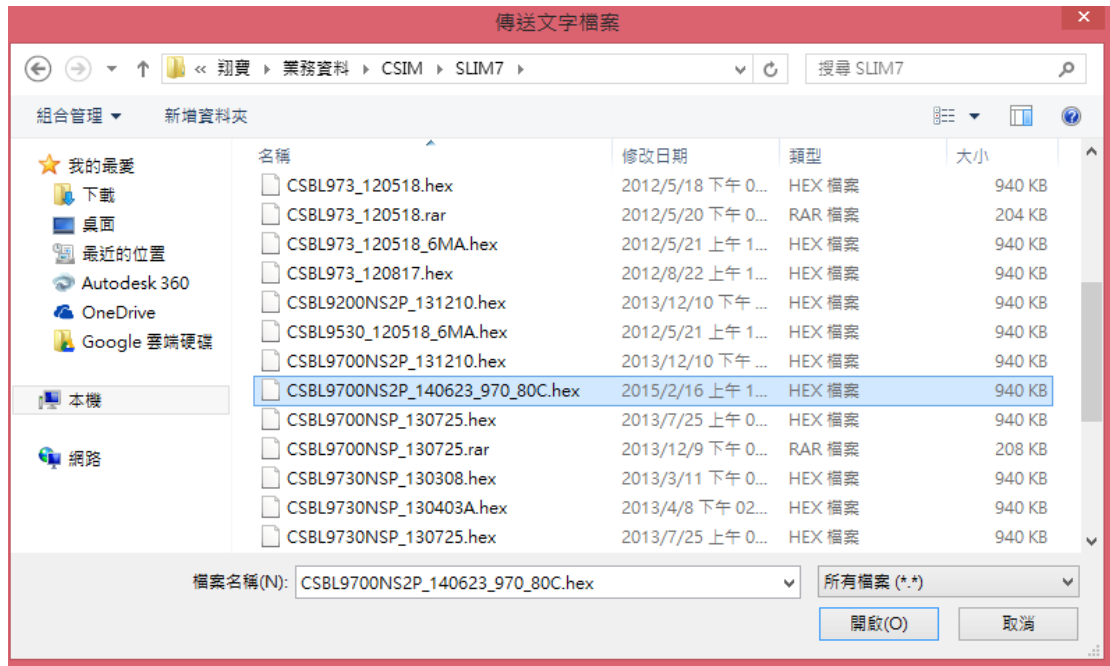 傳送文字檔案
« 翔寶 ▸ 業務資料 ▸ CSIM ▸ SLIM7 ▸ 搜尋 SLIM7
組合管理 ▼ 新增資料夾
我的最愛
下載
桌面
最近的位置
Autodesk 360
OneDrive
Google 雲端硬碟
本機
網路
名稱 修改日期 類型 大小
CSBL973_120518.hex 2012/5/18 下午 0... HEX 檔案 940 KB
CSBL973_120518.rar 2012/5/20 下午 0... RAR 檔案 204 KB
CSBL973_120518_6MA.hex 2012/5/21 上午 1... HEX 檔案 940 KB
CSBL973_120817.hex 2012/8/22 上午 1... HEX 檔案 940 KB
CSBL9200NS2P_131210.hex 2013/12/10 下午 ... HEX 檔案 940 KB
CSBL9530_120518_6MA.hex 2012/5/21 上午 1... HEX 檔案 940 KB
CSBL9700NS2P_131210.hex 2013/12/10 下午 ... HEX 檔案 940 KB
CSBL9700NS2P_140623_970_80C.hex 2015/2/16 上午 1... HEX 檔案 940 KB
CSBL9700NSP_130725.hex 2013/7/25 上午 0... HEX 檔案 940 KB
CSBL9700NSP_130725.rar 2013/12/9 下午 0... RAR 檔案 208 KB
CSBL9730NSP_130308.hex 2013/3/11 下午 0... HEX 檔案 940 KB
CSBL9730NSP_130403A.hex 2013/4/8 下午 02... HEX 檔案 940 KB
CSBL9730NSP_130725.hex 2013/7/25 上午 0... HEX 檔案 940 KB
檔案名稱(N): CSBL9700NS2P_140623_970_80C.hex 所有檔案 (*.*)
開啟(O) 取消